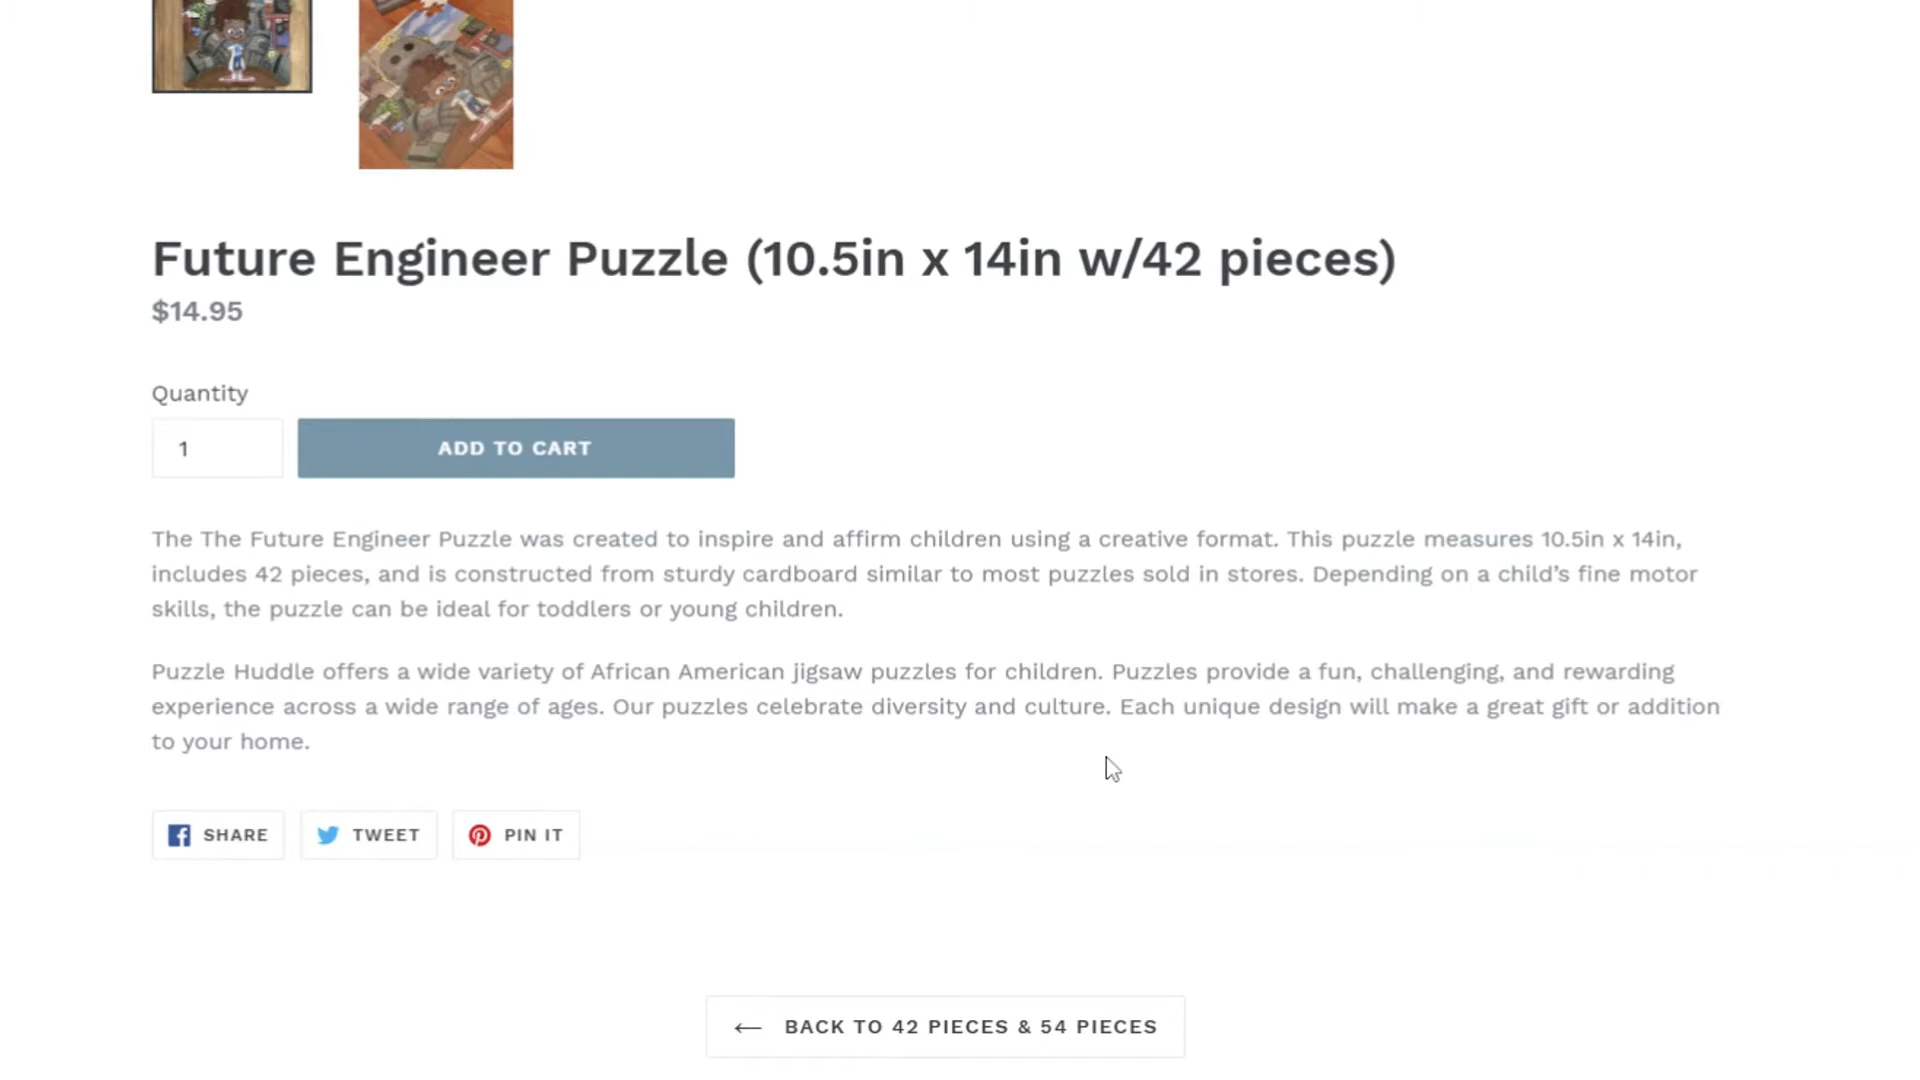 Future Engineer Puzzle (10.5in x 14in w/42 pieces)
$14.95
Quantity
1
ADD TO CART
The The Future Engineer Puzzle was created to inspire and affirm children using a creative format. This puzzle measures 10.5in x 14in,
includes 42 pieces, and is constructed from sturdy cardboard similar to most puzzles sold in stores. Depending on a child’s fine motor
skills, the puzzle can be ideal for toddlers or young children.
Puzzle Huddle offers a wide variety of African American jigsaw puzzles for children. Puzzles provide a fun, challenging, and rewarding
experience across a wide range of ages. Our puzzles celebrate diversity and culture. Each unique design will make a great gift or addition
to your home.
SHARE TWEET PIN IT
← BACK TO 42 PIECES & 54 PIECES